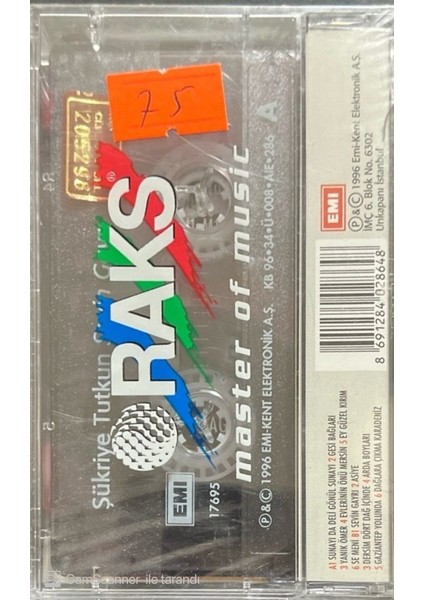 75
205296
Şükriye Tutkun
RAKS®
master of music
A
KB 96•34•Ü•008•AIE•286
℗&© 1996 EMI-KENT ELEKTRONİK A.Ş.
EMI
17695
EMI
℗&© 1996 Emi-Kent Elektronik A.Ş.
İMC 6. Blok No. 6302
Unkapanı İstanbul
8 691284 028648
A1 SUNAYI DA DELİ GÖNÜL SUNAYI 2 GESİ BAĞLARI
3 YANIK ÖMER 4 EVLERİNİN ÖNÜ MERSİN 5 EY GÜZEL KIRIM
6 SE MENİ B1 SEVİN GAYRI 2 ASİYE
3 DERSİM DÖRT DAĞ İÇİNDE 4 ARDA BOYLARI
5 GAZİANTEP YOLUNDA 6 DAĞLARA ÇIKMA KARADENİZ
CamScanner ile tarandı